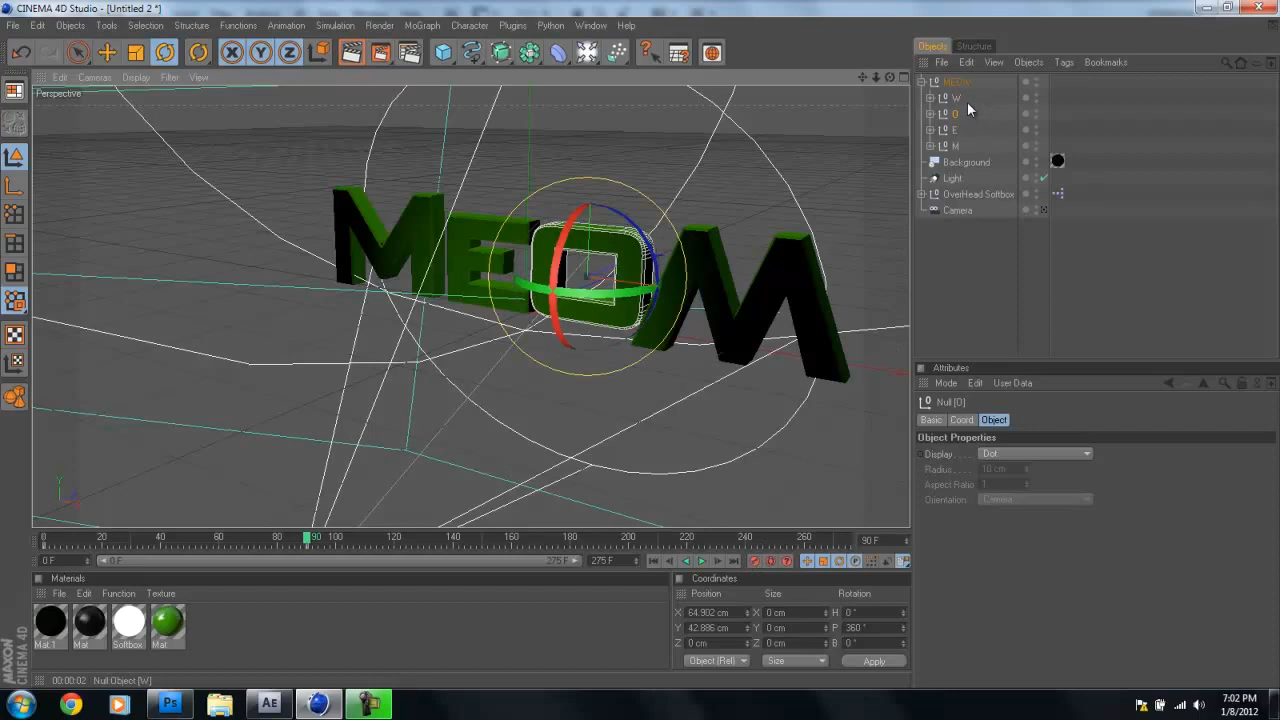 CINEMA 4D Studio - [Untitled 2 *]
File Edit Objects Tools Selection Structure Functions Animation Simulation Render MoGraph Character Plugins Python Window Help
Objects Structure
File Edit View Objects Tags Bookmarks
Edit Cameras Display Filter View
Perspective
MEOW
W
O
E
M
Background
Light
OverHead Softbox
Camera
MEOW
Attributes
Mode Edit User Data
Null [O]
Basic Coord Object
Object Properties
Display Dot
Radius 10 cm
Aspect Ratio 1
Orientation Camera
0 20 40 60 80 90 100 120 140 160 180 200 220 240 260 90 F
0 F 0 F 275 F 275 F
Materials
File Edit Function Texture
Mat.1 Mat Softbox Mat
Coordinates
Position Size Rotation
X 64.902 cm X 0 cm H 0 °
Y 42.886 cm Y 0 cm P 360 °
Z 0 cm Z 0 cm B 0 °
Object (Rel) Size Apply
MAXON CINEMA 4D
00:00:02 Null Object [W]
Ps Ae
7:02 PM
1/8/2012